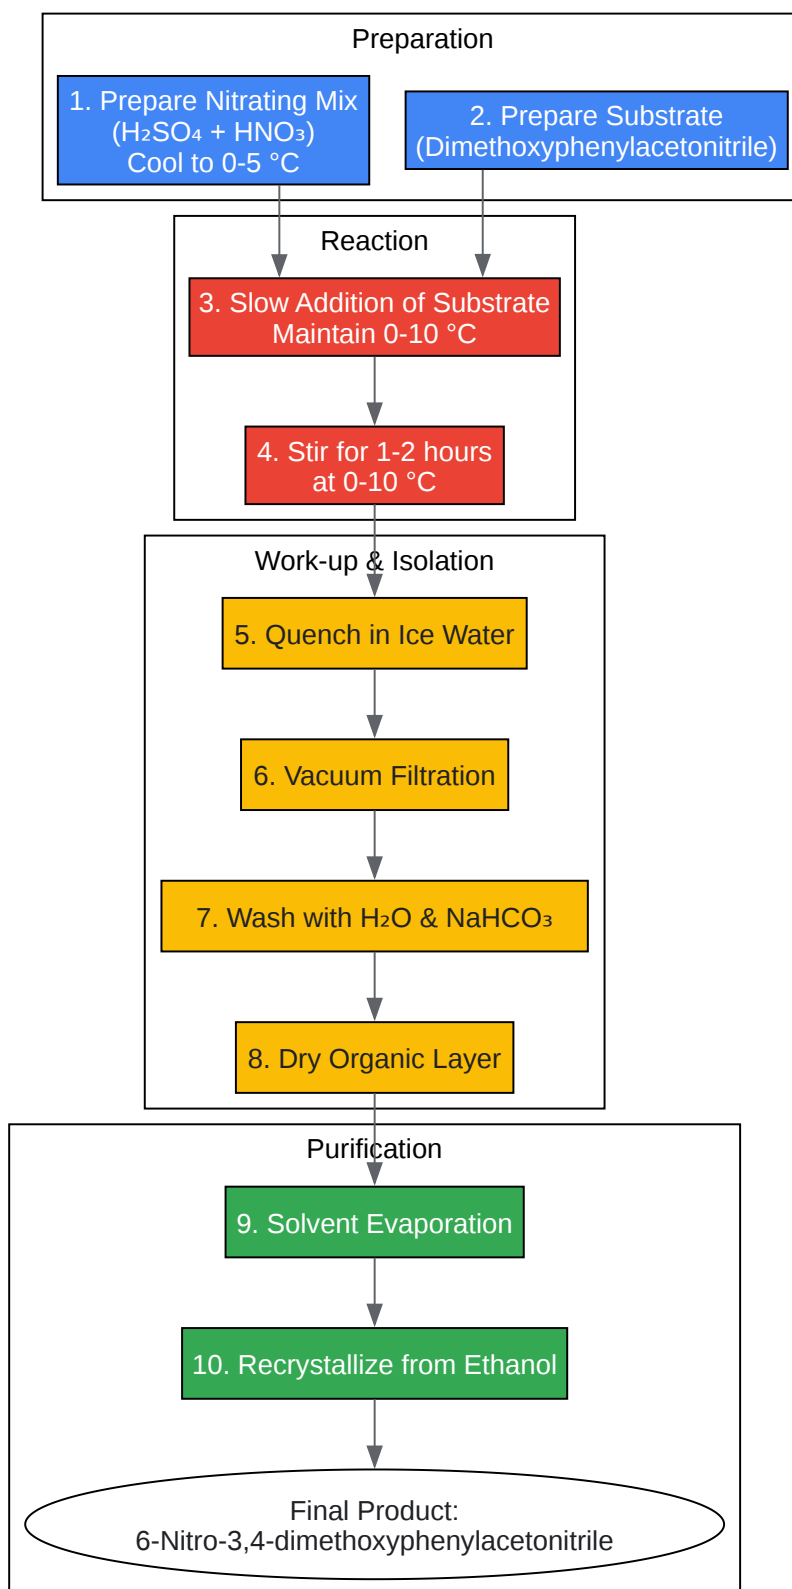 Preparation
1. Prepare Nitrating Mix
(H₂SO₄ + HNO₃)
Cool to 0-5 °C
2. Prepare Substrate
(Dimethoxyphenylacetonitrile)
Reaction
3. Slow Addition of Substrate
Maintain 0-10 °C
4. Stir for 1-2 hours
at 0-10 °C
Work-up & Isolation
5. Quench in Ice Water
6. Vacuum Filtration
7. Wash with H₂O & NaHCO₃
8. Dry Organic Layer
Purification
9. Solvent Evaporation
10. Recrystallize from Ethanol
Final Product:
6-Nitro-3,4-dimethoxyphenylacetonitrile